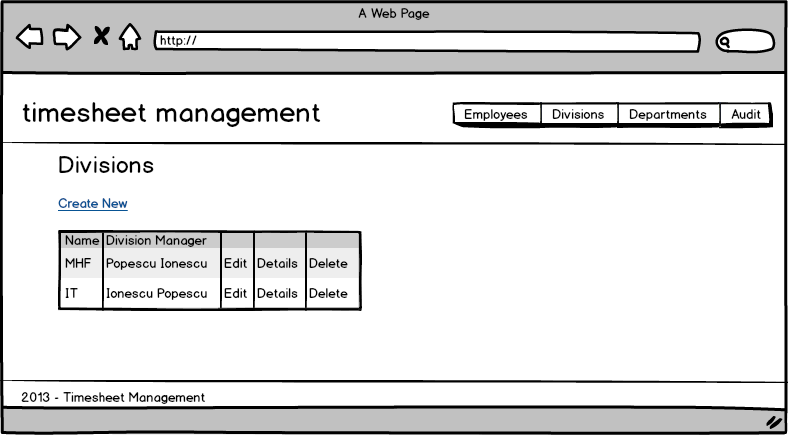 A Web Page
http://
timesheet management
Employees Divisions Departments Audit
Divisions
Create New
Name Division Manager
MHF Popescu Ionescu Edit Details Delete
IT Ionescu Popescu Edit Details Delete
2013 - Timesheet Management